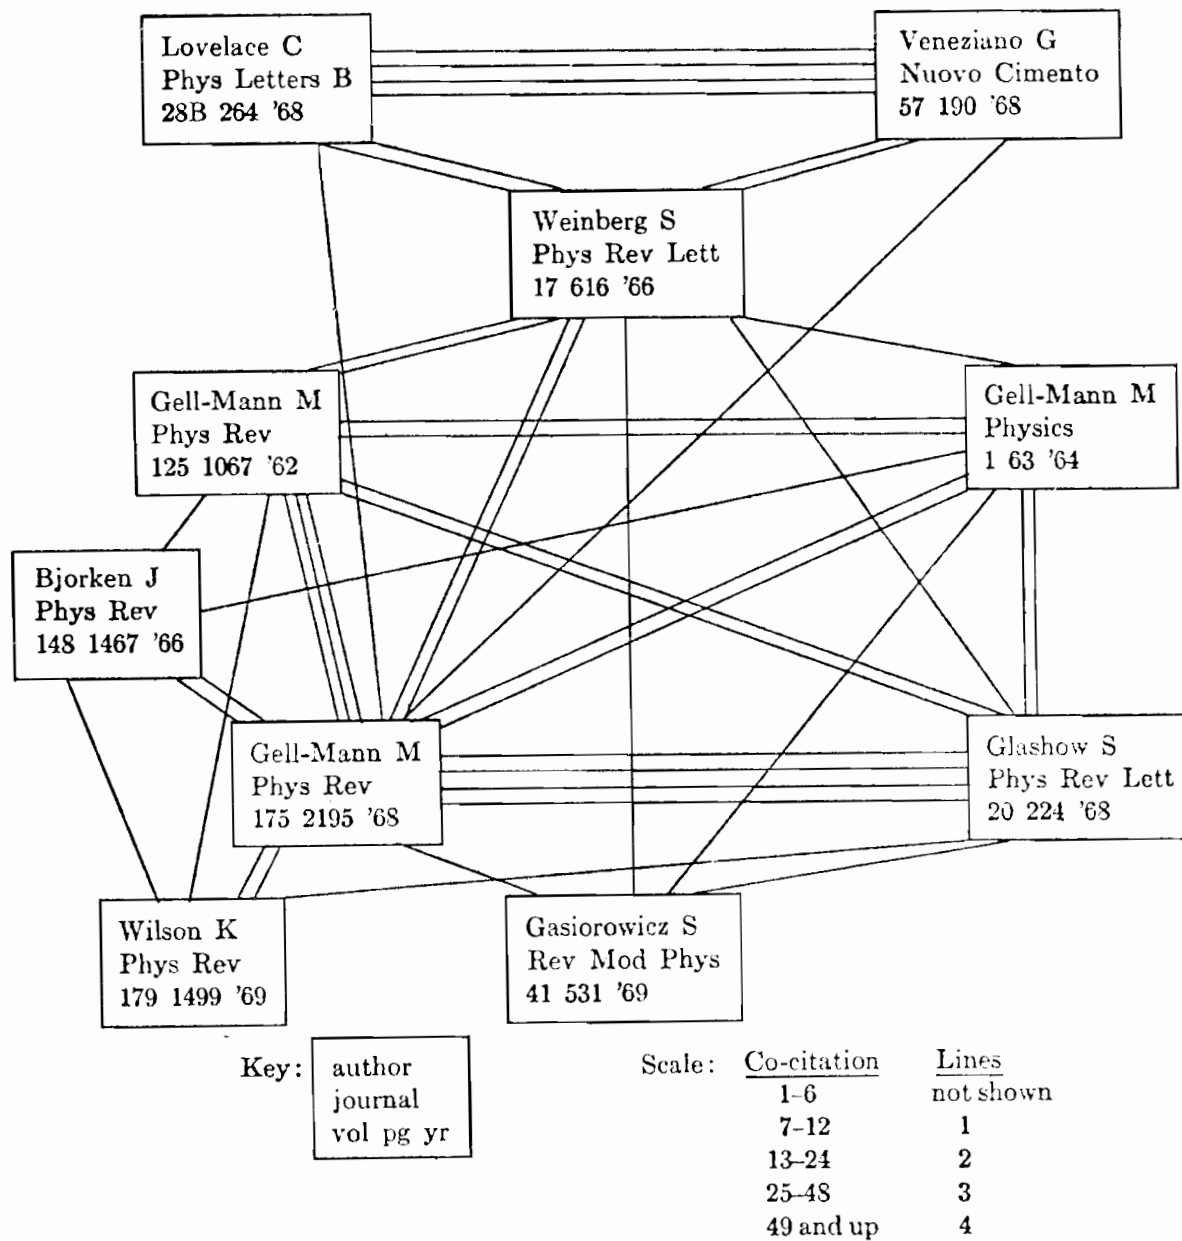 Lovelace C
Phys Letters B
28B 264 '68
Veneziano G
Nuovo Cimento
57 190 '68
Weinberg S
Phys Rev Lett
17 616 '66
Gell-Mann M
Phys Rev
125 1067 '62
Gell-Mann M
Physics
1 63 '64
Bjorken J
Phys Rev
148 1467 '66
Gell-Mann M
Phys Rev
175 2195 '68
Glashow S
Phys Rev Lett
20 224 '68
Wilson K
Phys Rev
179 1499 '69
Gasiorowicz S
Rev Mod Phys
41 531 '69
Key:
author
journal
vol pg yr
Scale: Co-citation Lines
1-6 not shown
7-12 1
13-24 2
25-48 3
49 and up 4